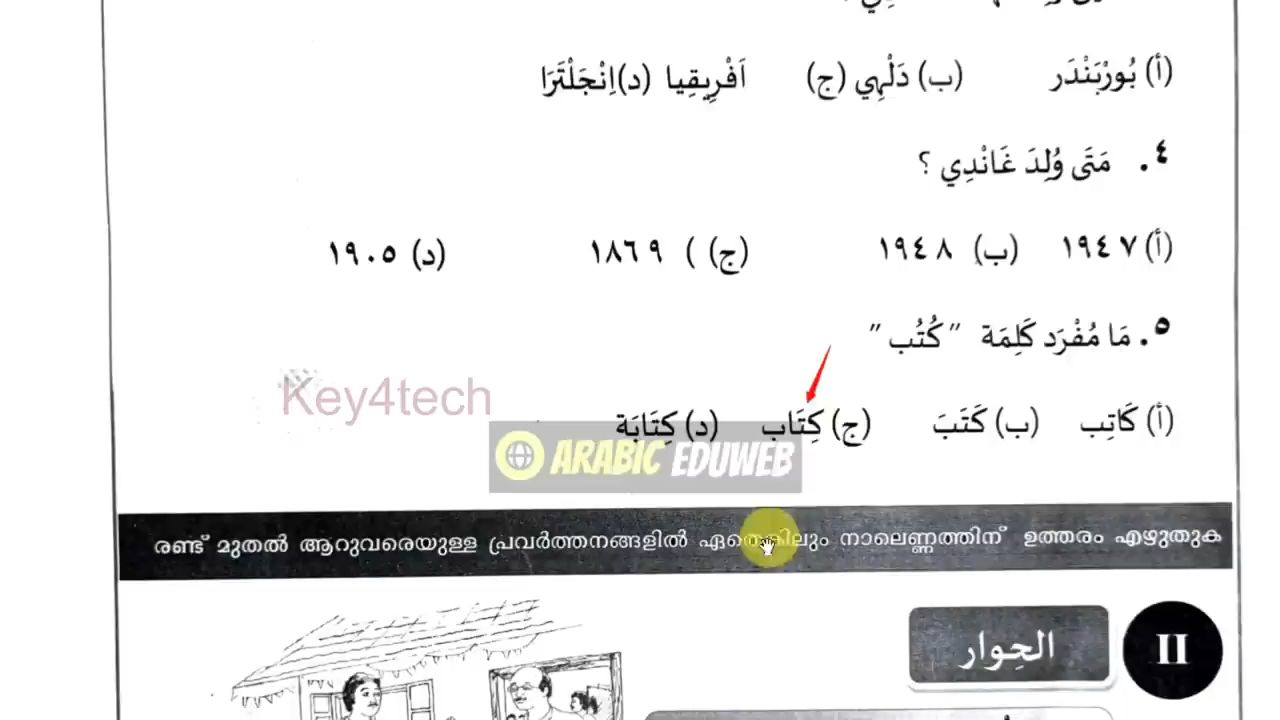 (أ) بُورْبَنْدَر (ب) دَلْهِي (ج) اَفْرِيقِيا (د)اِنْجَلْتَرَا
٤. مَتَى وُلِدَ غَانْدِي ؟
(أ) ١٩٤٧ (ب) ١٩٤٨ (ج) ) ١٨٦٩ (د) ١٩٠٥
٥. مَا مُفْرَد كَلِمَة "كُتُب"
(أ) كَاتِب (ب) كَتَبَ (ج) كِتَاب (د) كِتَابَة
Key4tech
ARABIC EDUWEB
രണ്ട് മുതൽ ആറുവരെയുള്ള പ്രവർത്തനങ്ങളിൽ ഏതെങ്കിലും നാലെണ്ണത്തിന് ഉത്തരം എഴുതുക
II الحِوار